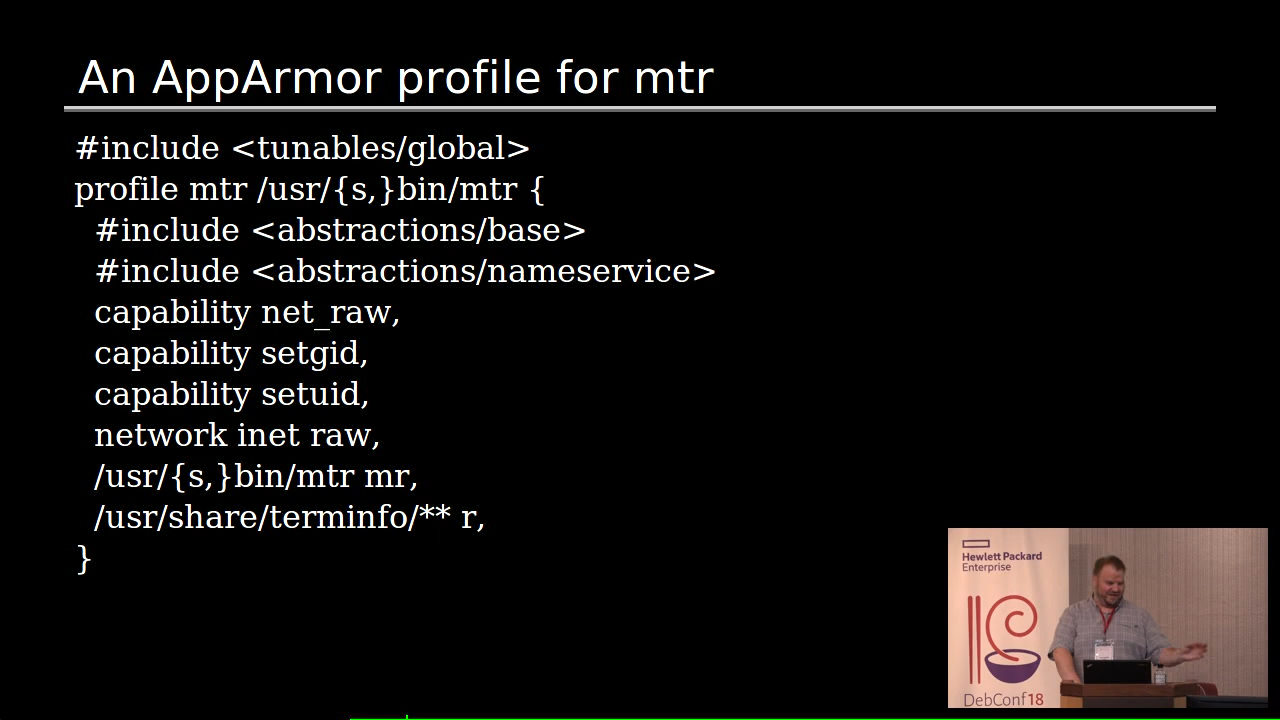 An AppArmor profile for mtr
#include <tunables/global>
profile mtr /usr/{s,}bin/mtr {
#include <abstractions/base>
#include <abstractions/nameservice>
capability net_raw,
capability setgid,
capability setuid,
network inet raw,
/usr/{s,}bin/mtr mr,
/usr/share/terminfo/** r,
}
Hewlett Packard
Enterprise
DebConf18